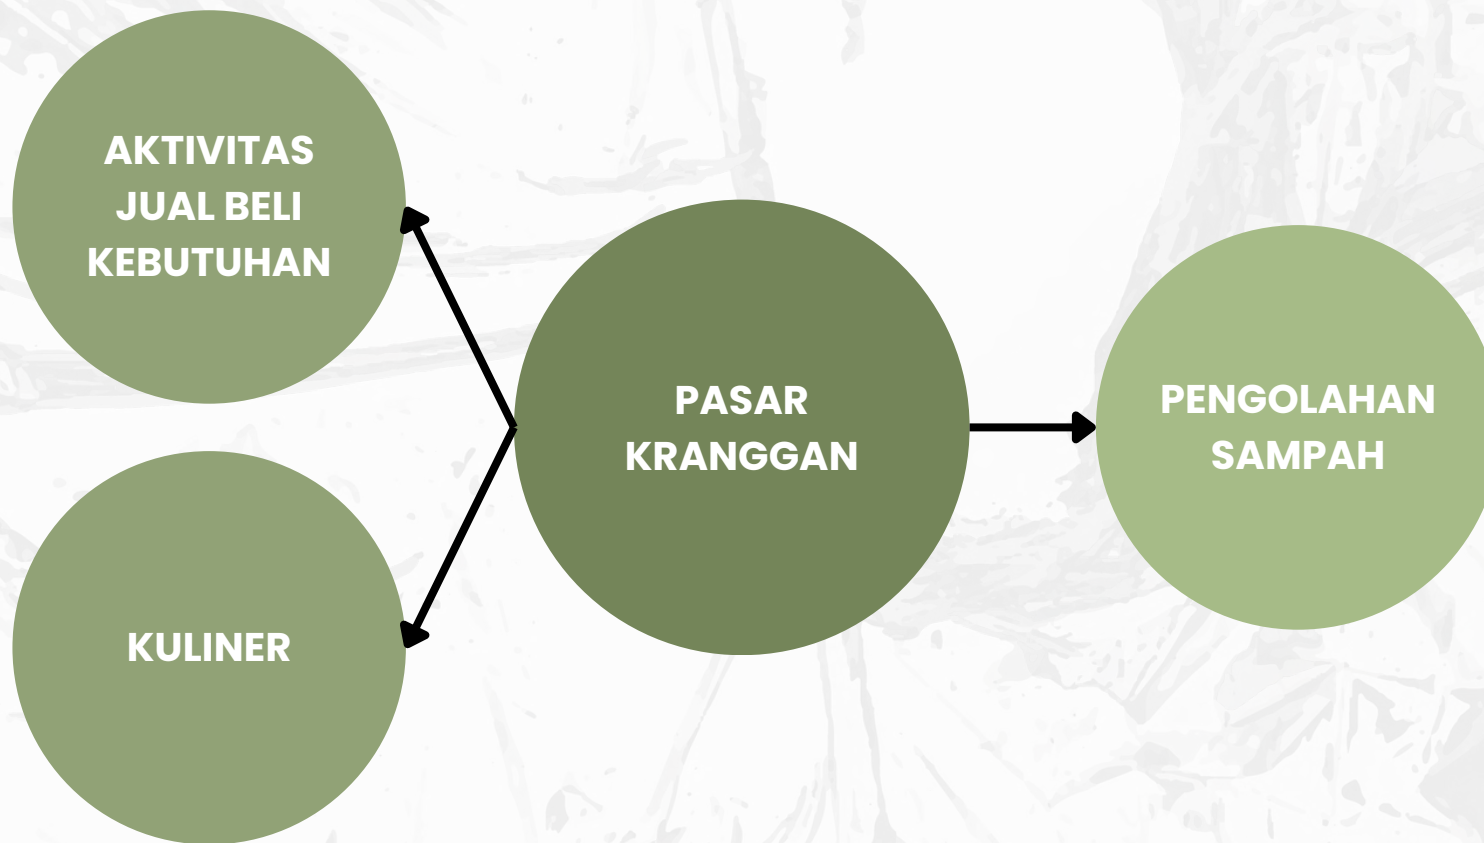 AKTIVITAS
JUAL BELI
KEBUTUHAN
PASAR
KRANGGAN
PENGOLAHAN
SAMPAH
KULINER